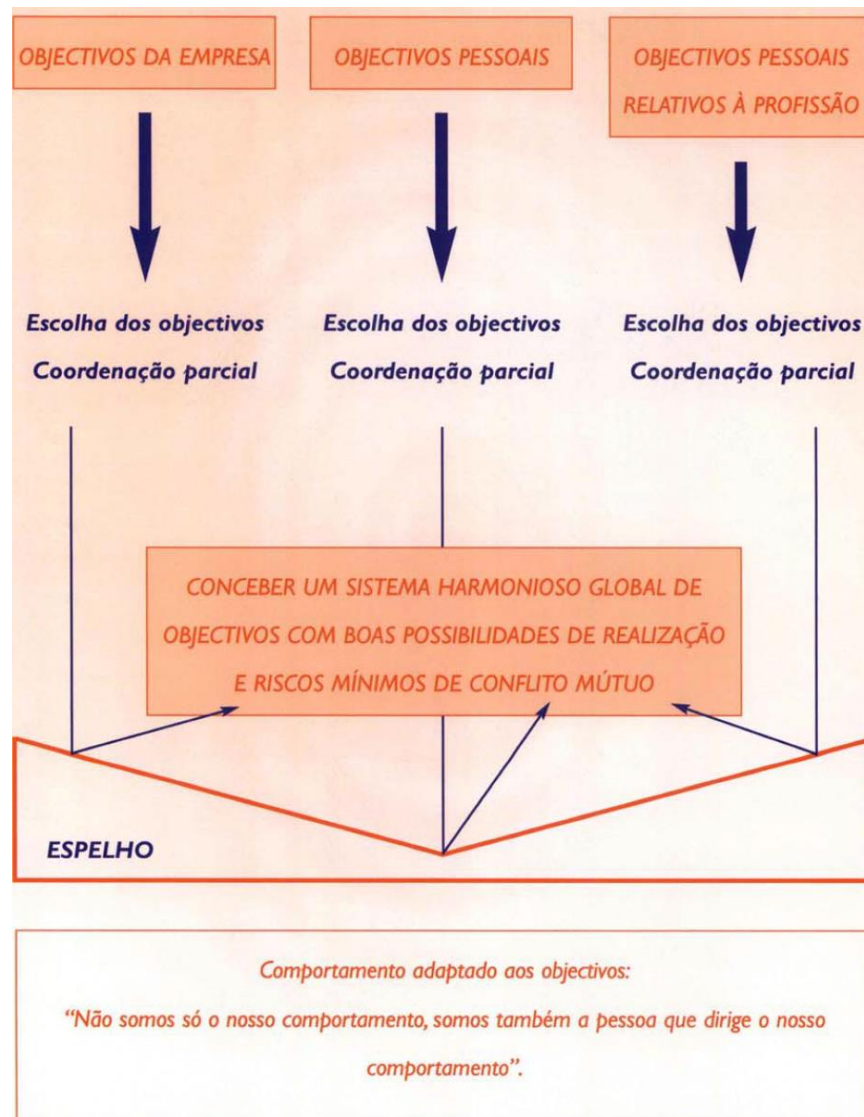 OBJECTIVOS DA EMPRESA
OBJECTIVOS PESSOAIS
OBJECTIVOS PESSOAIS
RELATIVOS À PROFISSÃO
Escolha dos objectivos
Coordenação parcial
Escolha dos objectivos
Coordenação parcial
Escolha dos objectivos
Coordenação parcial
CONCEBER UM SISTEMA HARMONIOSO GLOBAL DE
OBJECTIVOS COM BOAS POSSIBILIDADES DE REALIZAÇÃO
E RISCOS MÍNIMOS DE CONFLITO MÚTUO
ESPELHO
Comportamento adaptado aos objectivos:
“Não somos só o nosso comportamento, somos também a pessoa que dirige o nosso
comportamento”.